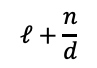 ℓ + n/d